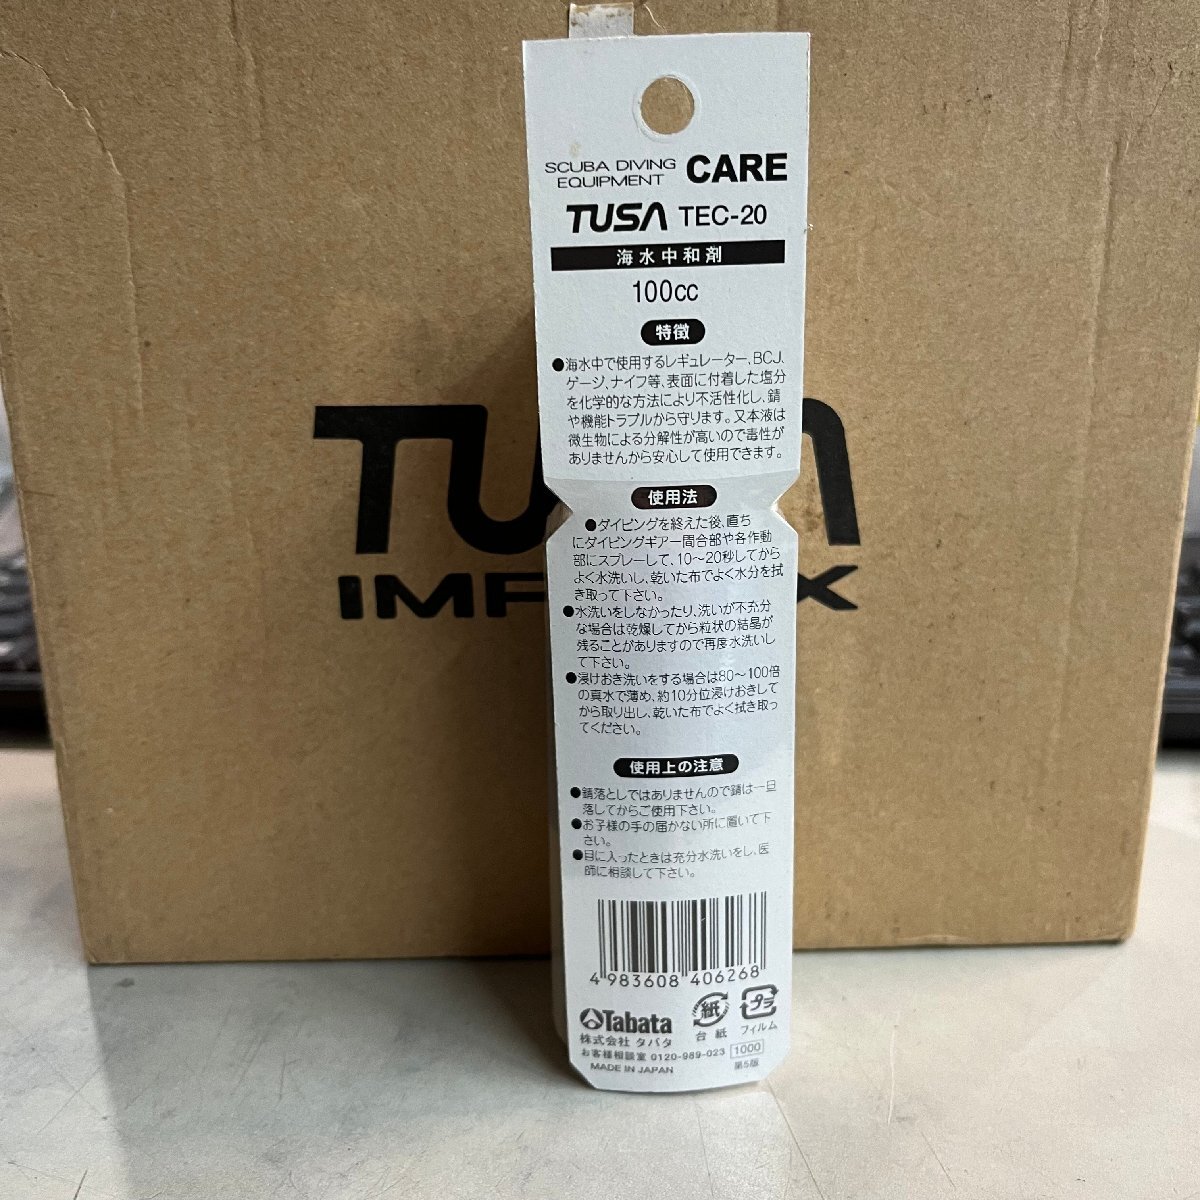 SCUBA DIVING
EQUIPMENT CARE
TUSA TEC-20
海水中和剤
100cc
特徴
●海水中で使用するレギュレーター、BCJ、
ゲージ、ナイフ等、表面に付着した塩分
を化学的な方法により不活性化し、錆
や機能トラブルから守ります。又本液は
微生物による分解性が高いので毒性が
ありませんから安心して使用できます。
使用法
●ダイビングを終えた後、直ち
にダイビングギアー間合部や各作動
部にスプレーして、10〜20秒してから
よく水洗いし、乾いた布でよく水分を拭
き取って下さい。
●水洗いをしなかったり、洗いが不充分
な場合は乾燥してから粒状の結晶が
残ることがありますので再度水洗いし
て下さい。
●浸けおき洗いをする場合は80〜100倍
の真水で薄め、約10分位浸けおきして
から取り出し、乾いた布でよく拭き取っ
てください。
使用上の注意
●錆落としではありませんので錆は一旦
落してからご使用下さい。
●お子様の手の届かない所に置いて下
さい。
●目に入ったときは充分水洗いをし、医
師に相談して下さい。
4 983608 406268
Tabata
株式会社 タバタ
お客様相談室 0120-989-023
MADE IN JAPAN
紙
台紙
プラ
フィルム
1000
第5版
TU
IMP
X